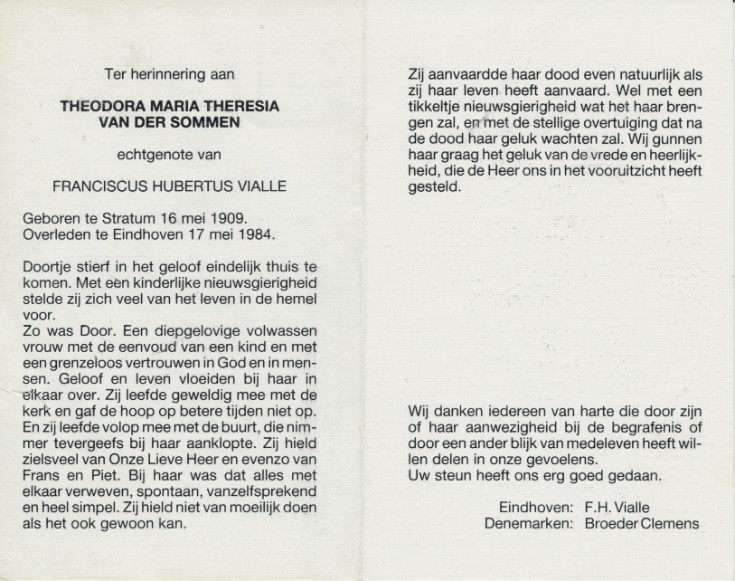 Ter herinnering aan
THEODORA MARIA THERESIA
VAN DER SOMMEN
echtgenote van
FRANCISCUS HUBERTUS VIALLE
Geboren te Stratum 16 mei 1909.
Overleden te Eindhoven 17 mei 1984.
Doortje stierf in het geloof eindelijk thuis te
komen. Met een kinderlijke nieuwsgierigheid
stelde zij zich veel van het leven in de hemel
voor.
Zo was Door. Een diepgelovige volwassen
vrouw met de eenvoud van een kind en met
een grenzeloos vertrouwen in God en in men-
sen. Geloof en leven vloeiden bij haar in
elkaar over. Zij leefde geweldig mee met de
kerk en gaf de hoop op betere tijden niet op.
En zij leefde volop mee met de buurt, die nim-
mer tevergeefs bij haar aanklopte. Zij hield
zielsveel van Onze Lieve Heer en evenzo van
Frans en Piet. Bij haar was dat alles met
elkaar verweven, spontaan, vanzelfsprekend
en heel simpel. Zij hield niet van moeilijk doen
als het ook gewoon kan.
Zij aanvaardde haar dood even natuurlijk als
zij haar leven heeft aanvaard. Wel met een
tikkeltje nieuwsgierigheid wat het haar bren-
gen zal, en met de stellige overtuiging dat na
de dood haar geluk wachten zal. Wij gunnen
haar graag het geluk van de vrede en heerlijk-
heid, die de Heer ons in het vooruitzicht heeft
gesteld.
Wij danken iedereen van harte die door zijn
of haar aanwezigheid bij de begrafenis of
door een ander blijk van medeleven heeft wil-
len delen in onze gevoelens.
Uw steun heeft ons erg goed gedaan.
Eindhoven: F.H. Vialle
Denemarken: Broeder Clemens